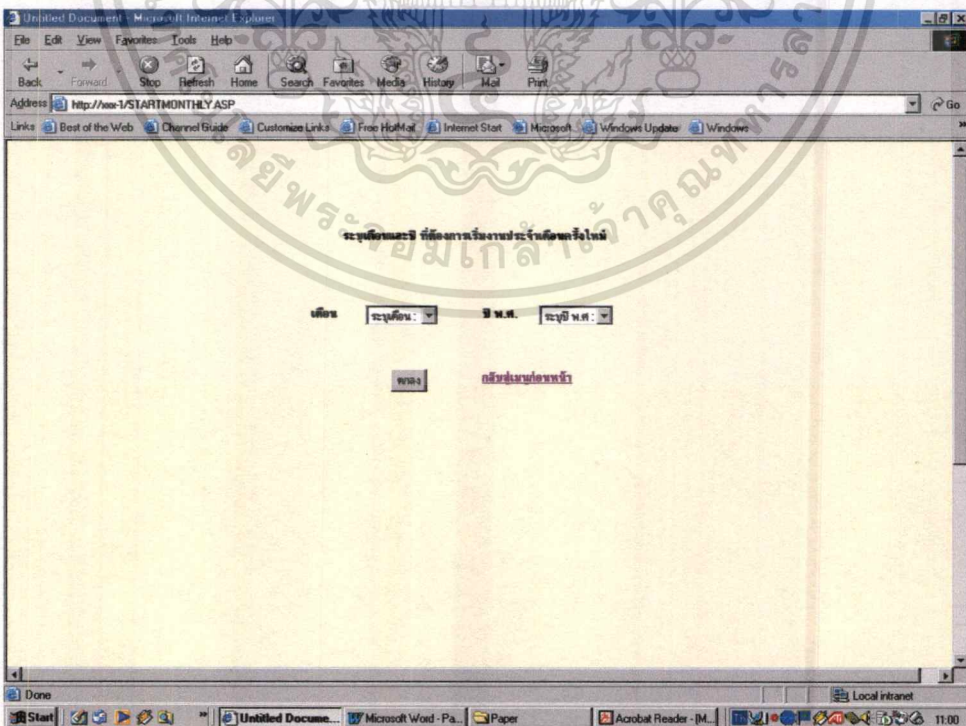 Untitled Document - Microsoft Internet Explorer
File Edit View Favorites Tools Help
Back Forward Stop Refresh Home Search Favorites Media History Mail Print
Address http://xxx-1/STARTMONTHLY.ASP Go
Links Best of the Web Channel Guide Customize Links Free HotMail Internet Start Microsoft Windows Update Windows
ระบุเดือนและปี ที่ต้องการเริ่มงานประจำเดือนครั้งใหม่
เดือน ระบุเดือน : ปี พ.ศ. ระบุปี พ.ศ :
ตกลง กลับสู่เมนูก่อนหน้า
Done Local intranet
Start Untitled Docume... Microsoft Word - Pa... Paper Acrobat Reader - [M... 11:00